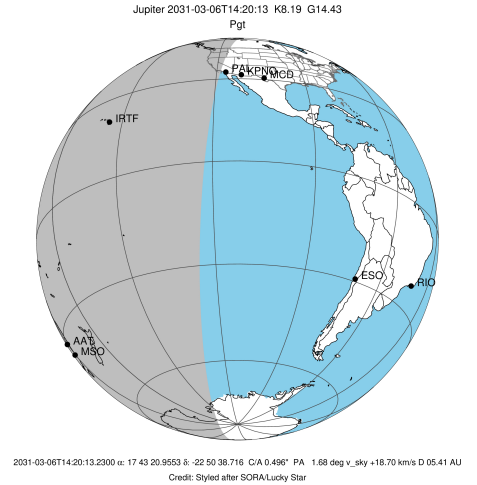 Jupiter 2031-03-06T14:20:13 K8.19 G14.43
Pgt
PAL KPNO MCD
IRTF
ESO
RIO
AAT
MSO
2031-03-06T14:20:13.2300 α: 17 43 20.9553 δ: -22 50 38.716 C/A 0.496" PA 1.68 deg v_sky +18.70 km/s D 05.41 AU
Credit: Styled after SORA/Lucky Star